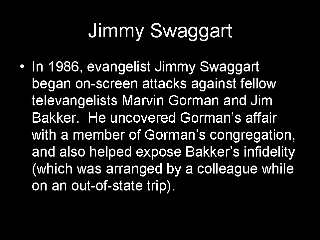 Jimmy Swaggart
• In 1986, evangelist Jimmy Swaggart
began on-screen attacks against fellow
televangelists Marvin Gorman and Jim
Bakker.  He uncovered Gorman's affair
with a member of Gorman's congregation,
and also helped expose Bakker's infidelity
(which was arranged by a colleague while
on an out-of-state trip).